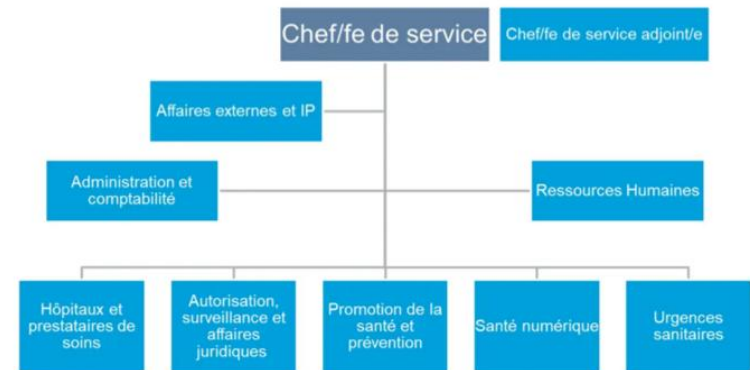 Chef/fe de service
Chef/fe de service adjoint/e
Affaires externes et IP
Administration et
comptabilité
Ressources Humaines
Hôpitaux et
prestataires de
soins
Autorisation,
surveillance et
affaires
juridiques
Promotion de la
santé et
prévention
Santé numérique
Urgences
sanitaires